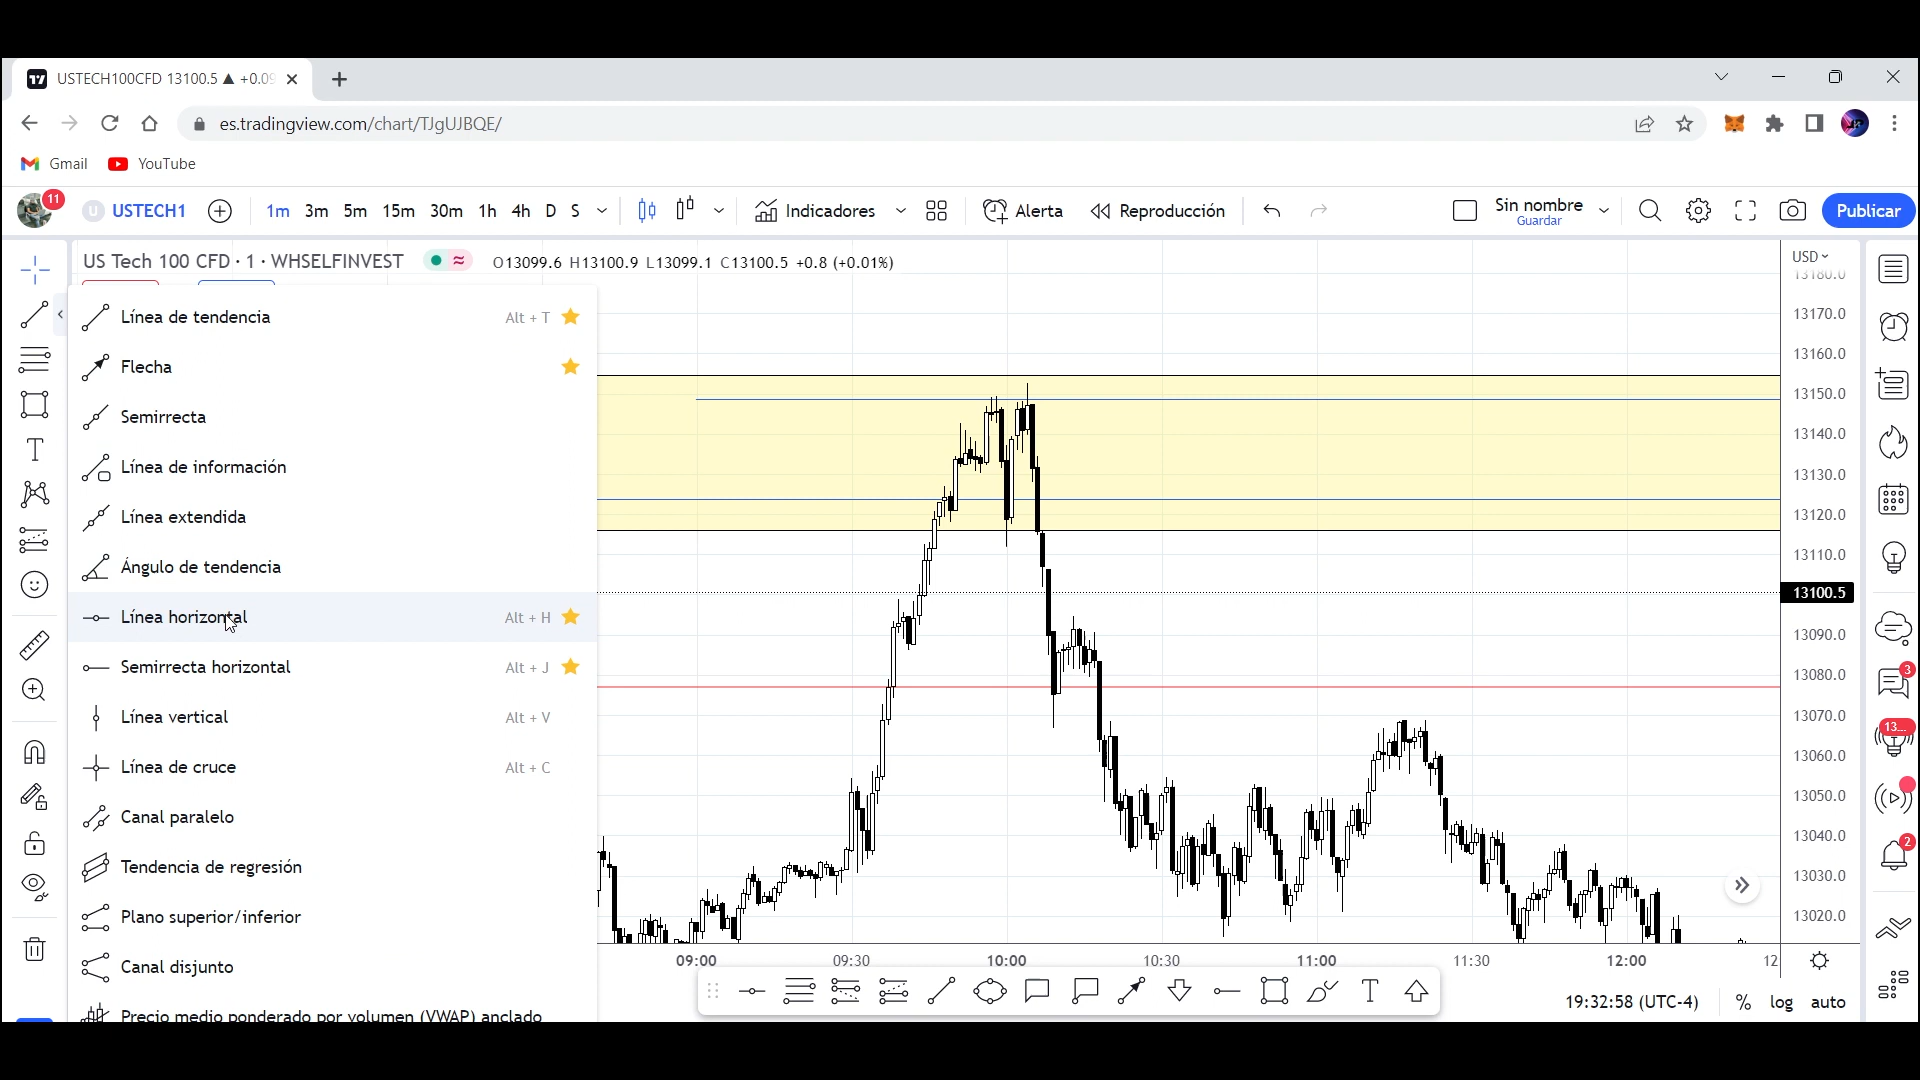 USTECH100CFD 13100.5 ▲ +0.09
es.tradingview.com/chart/TJgUJBQE/
Gmail YouTube
11 U USTECH1 1m 3m 5m 15m 30m 1h 4h D S Indicadores Alerta Reproducción Sin nombre Guardar Publicar
US Tech 100 CFD · 1 · WHSELFINVEST O13099.6 H13100.9 L13099.1 C13100.5 +0.8 (+0.01%)
USD
13180.0
13170.0
13160.0
13150.0
13140.0
13130.0
13120.0
13110.0
13100.5
13090.0
13080.0
13070.0
13060.0
13050.0
13040.0
13030.0
13020.0
Línea de tendencia Alt + T
Flecha
Semirrecta
Línea de información
Línea extendida
Ángulo de tendencia
Línea horizontal Alt + H
Semirrecta horizontal Alt + J
Línea vertical Alt + V
Línea de cruce Alt + C
Canal paralelo
Tendencia de regresión
Plano superior/inferior
Canal disjunto
Precio medio ponderado por volumen (VWAP) anclado
3
13...
2
09:00 09:30 10:00 10:30 11:00 11:30 12:00 12
19:32:58 (UTC-4) % log auto